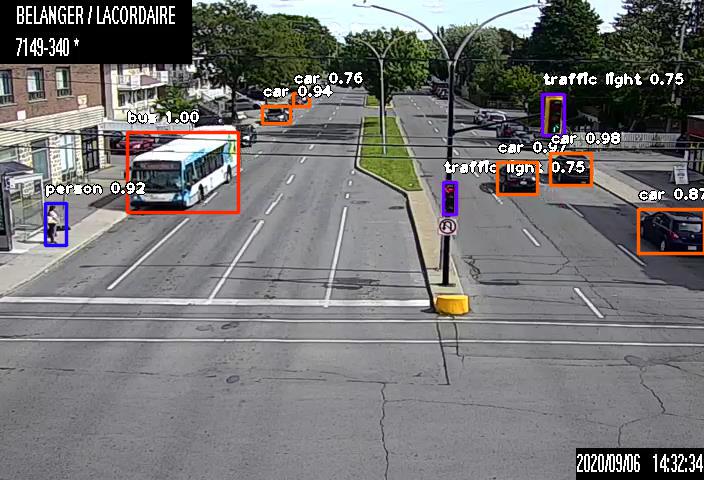 BELANGER / LACORDAIRE
7149-340 *
car 0.76
car 0.94
traffic light 0.75
bus 1.00
car 0.98
car 0.97
traffic light 0.75
person 0.92
car 0.87
2020/09/06 14:32:34